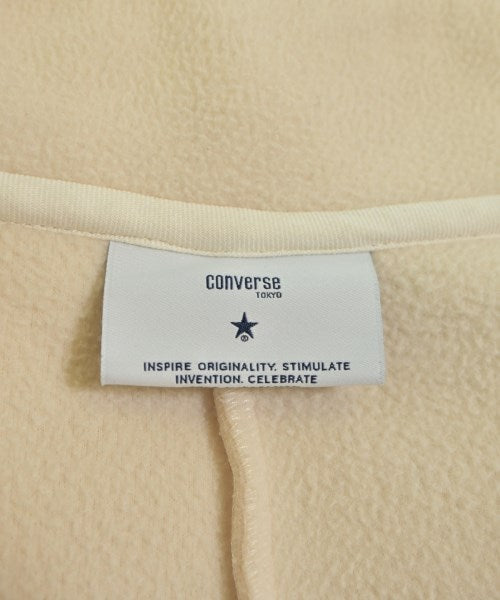 converse
TOKYO
®
INSPIRE ORIGINALITY. STIMULATE
INVENTION. CELEBRATE